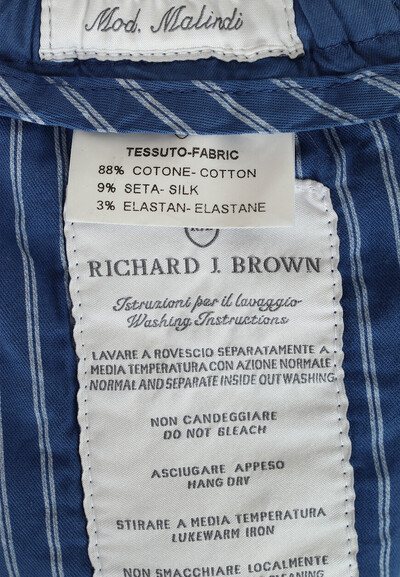 Mod. Malindi
TESSUTO-FABRIC
88% COTONE- COTTON
9% SETA- SILK
3% ELASTAN- ELASTANE
RICHARD J. BROWN
Istruzioni per il lavaggio
Washing Instructions
LAVARE A ROVESCIO SEPARATAMENTE A
MEDIA TEMPERATURA CON AZIONE NORMALE
NORMAL AND SEPARATE INSIDE OUT WASHING
NON CANDEGGIARE
DO NOT BLEACH
ASCIUGARE APPESO
HANG DRY
STIRARE A MEDIA TEMPERATURA
LUKEWARM IRON
NON SMACCHIARE LOCALMENTE